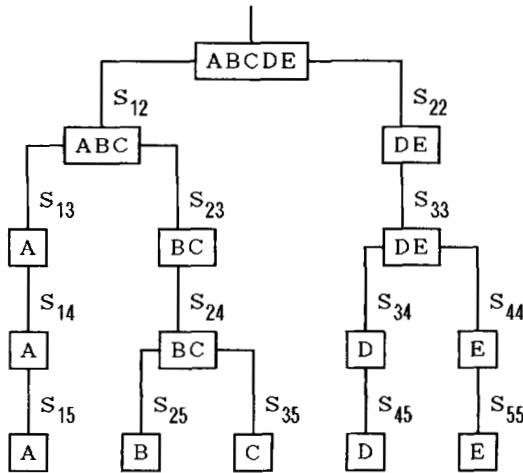 ABCDE
S12 S22
ABC DE
S13 S23 S33
A BC DE
S14 S24 S34 S44
A BC D E
S15 S25 S35 S45 S55
A B C D E